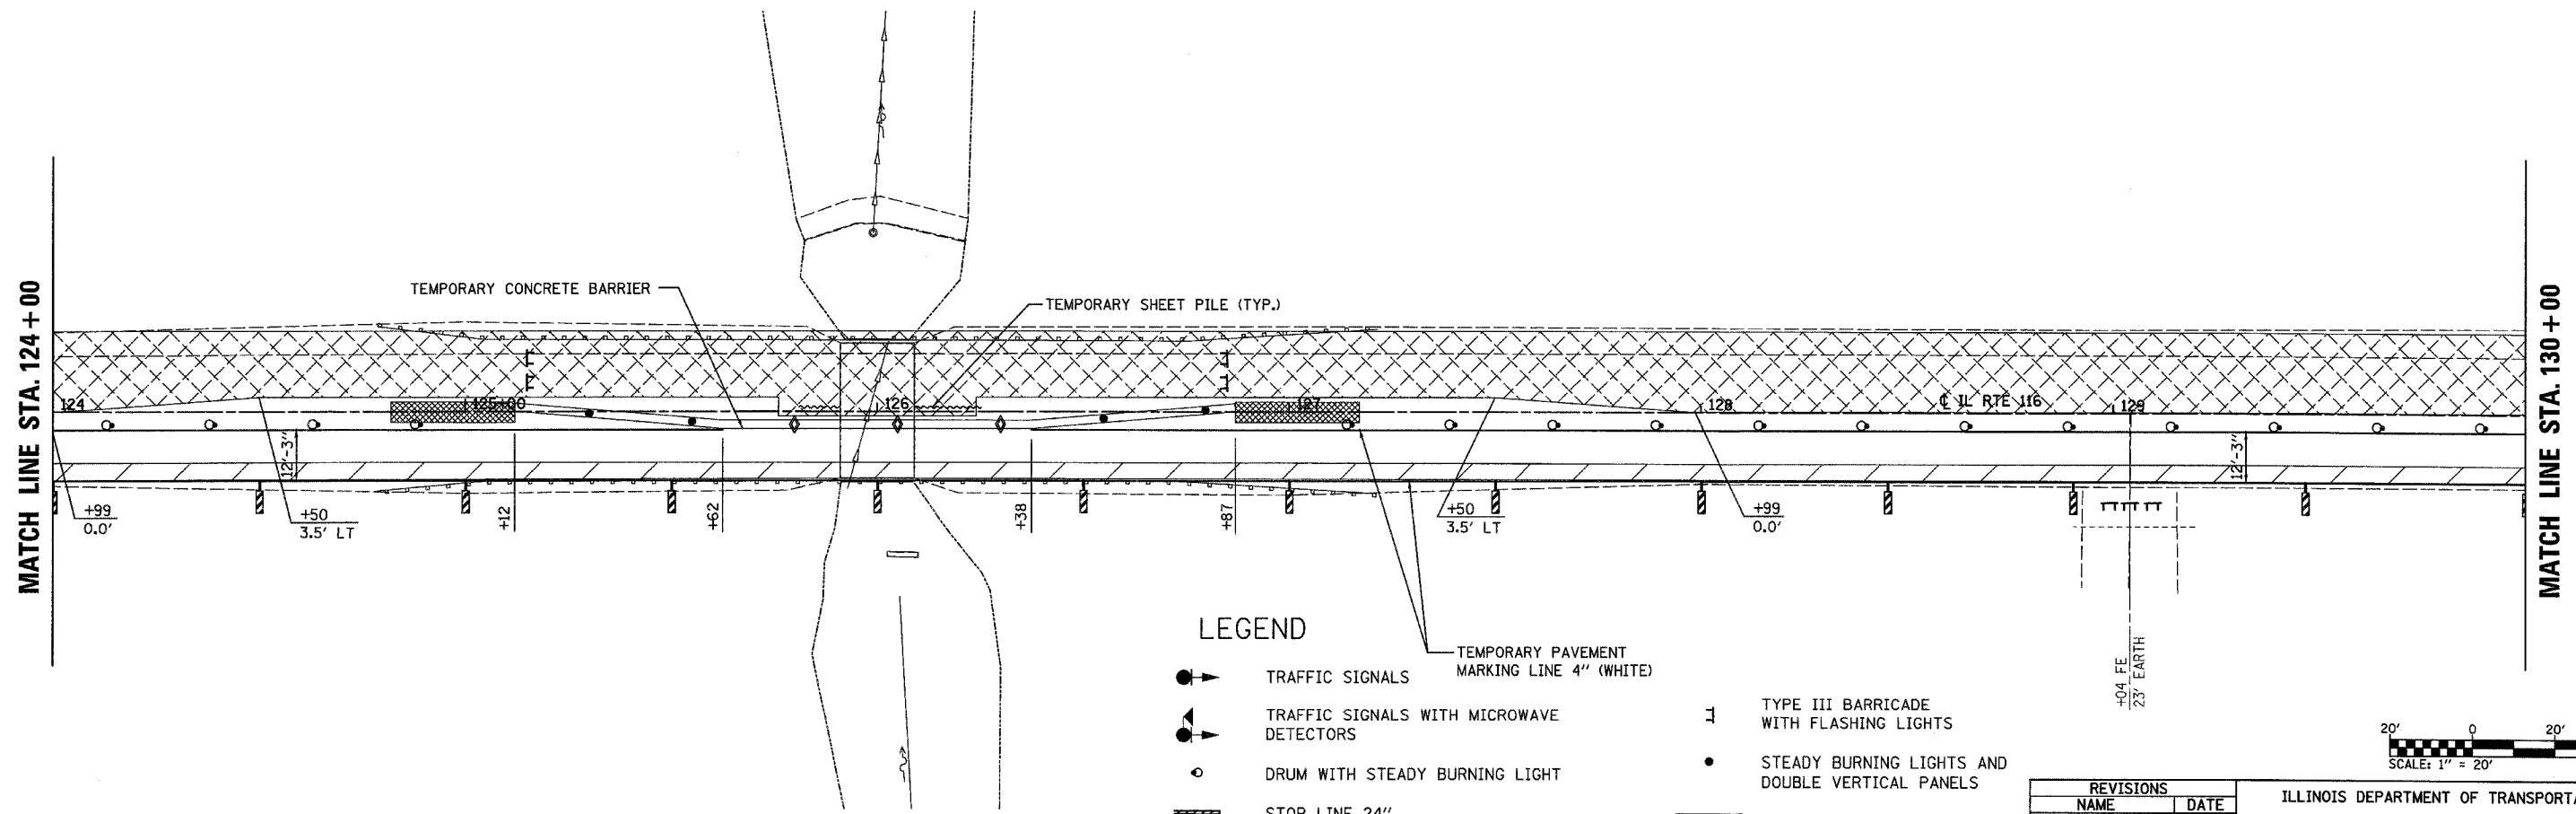 MATCH LINE STA. 124+00
MATCH LINE STA. 130+00
TEMPORARY CONCRETE BARRIER
TEMPORARY SHEET PILE (TYP.)
124
125+00
126
127
128
℄ IL RTE 116
129
12'-3"
12'-3"
+99
0.0'
+50
3.5' LT
+12
+62
+38
+87
+50
3.5' LT
+99
0.0'
+04 FE
23' EARTH
TEMPORARY PAVEMENT
MARKING LINE 4" (WHITE)
LEGEND
TRAFFIC SIGNALS
TRAFFIC SIGNALS WITH MICROWAVE
DETECTORS
DRUM WITH STEADY BURNING LIGHT
STOP LINE 24"
TYPE III BARRICADE
WITH FLASHING LIGHTS
STEADY BURNING LIGHTS AND
DOUBLE VERTICAL PANELS
20' 0 20'
SCALE: 1" = 20'
REVISIONS
NAME DATE
ILLINOIS DEPARTMENT OF TRANSPORTA